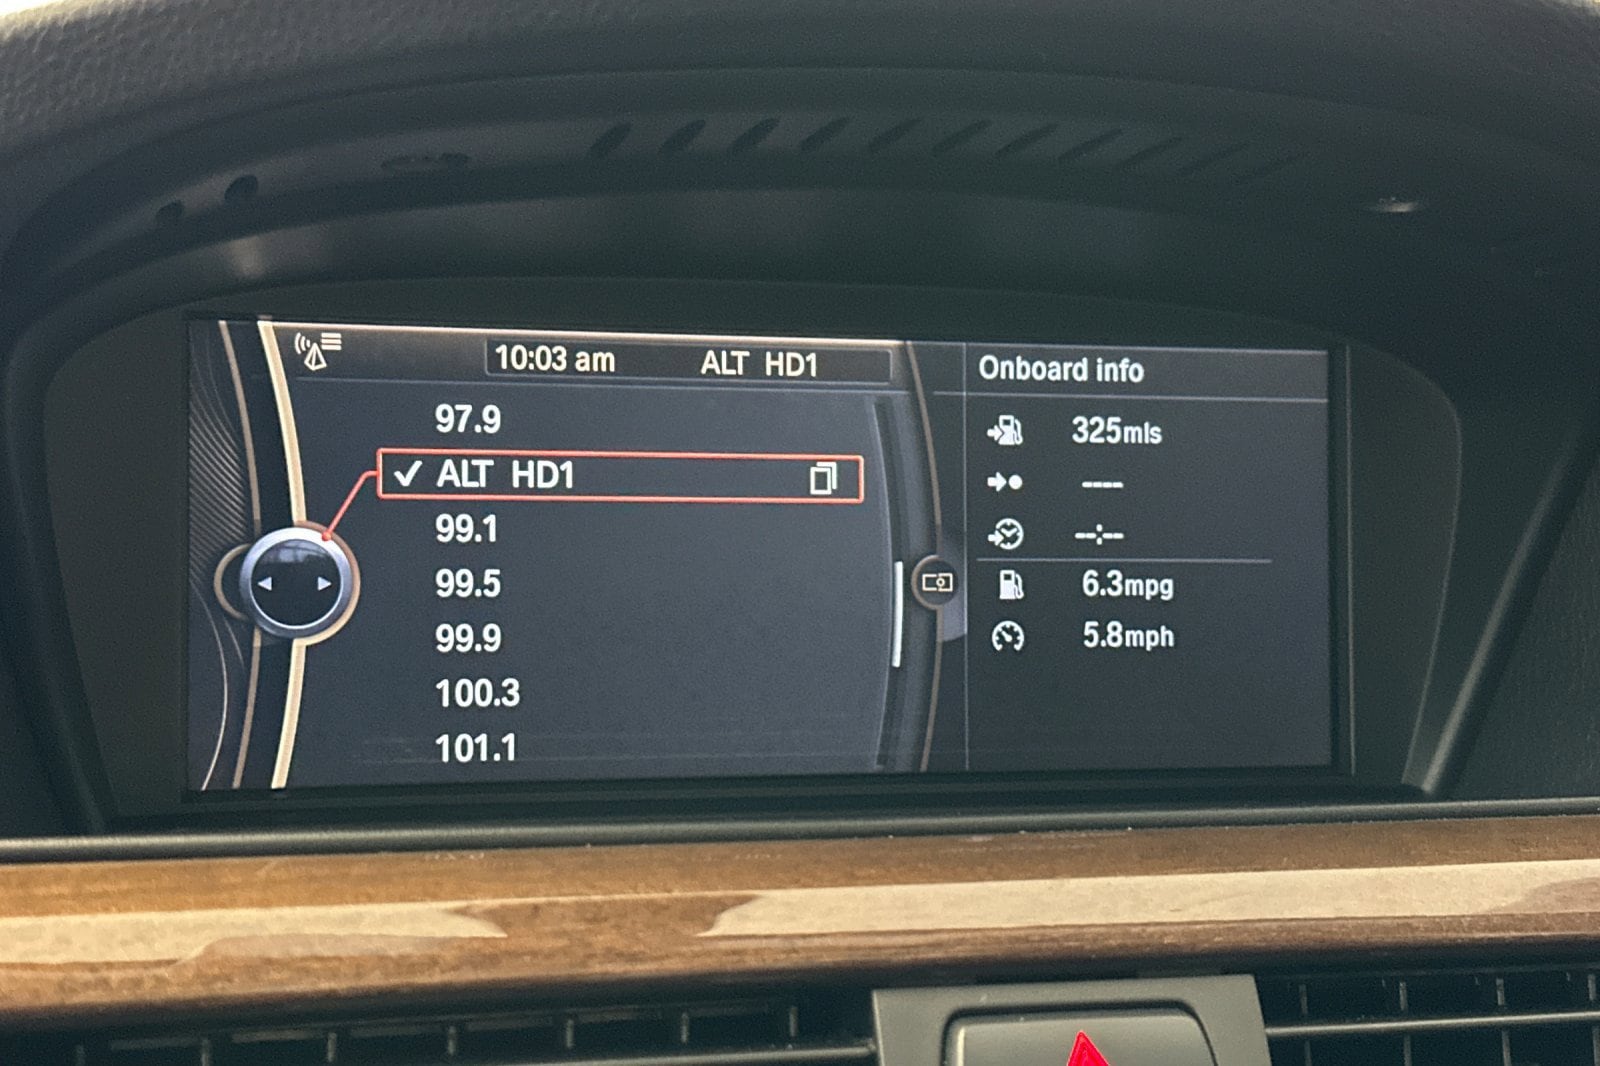 10:03 am ALT HD1
97.9
✓ ALT HD1
99.1
99.5
99.9
100.3
101.1
Onboard info
325mls
----
--:--
6.3mpg
5.8mph